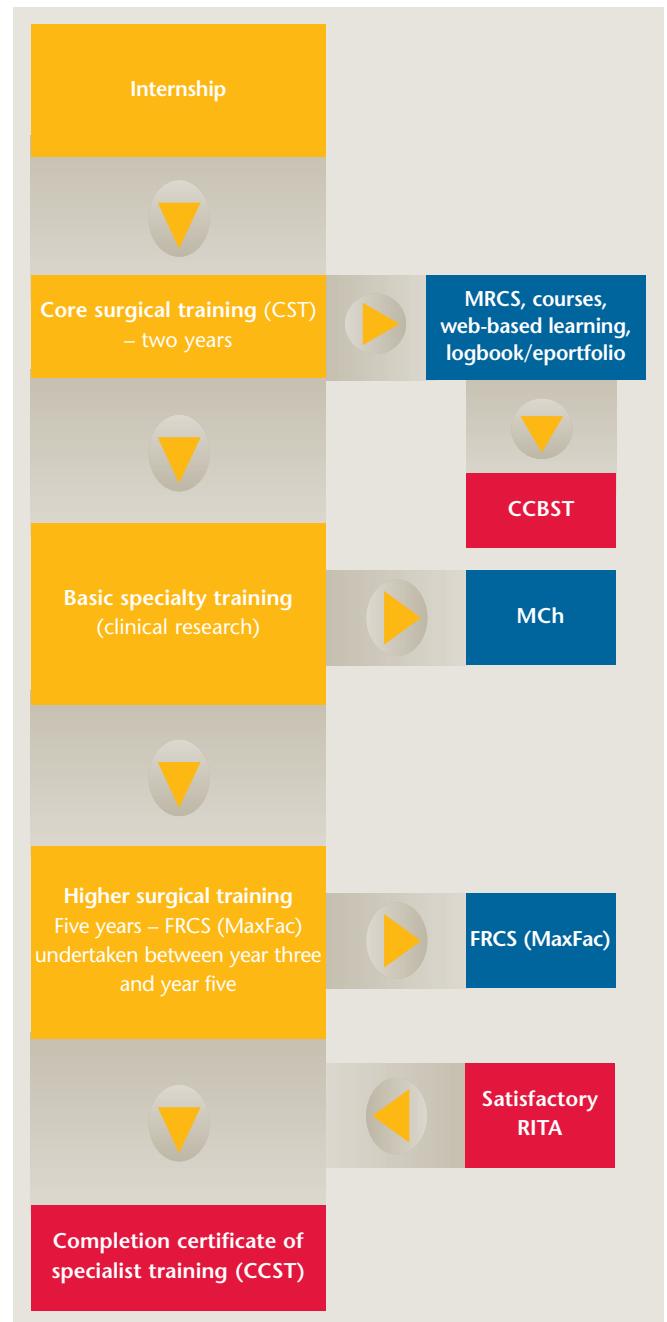 Internship
Core surgical training (CST)
– two years
MRCS, courses,
web-based learning,
logbook/eportfolio
CCBST
Basic specialty training
(clinical research)
MCh
Higher surgical training
Five years – FRCS (MaxFac)
undertaken between year three
and year five
FRCS (MaxFac)
Satisfactory
RITA
Completion certificate of
specialist training (CCST)